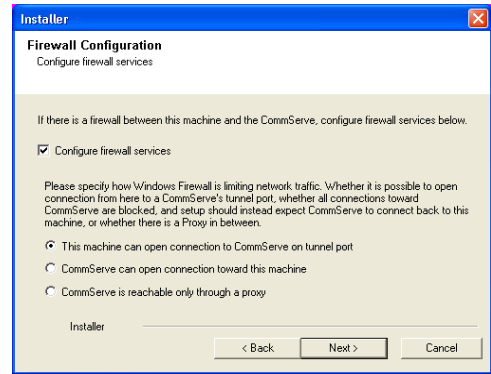 Installer
Firewall Configuration
Configure firewall services
If there is a firewall between this machine and the CommServe, configure firewall services below.
Configure firewall services
Please specify how Windows Firewall is limiting network traffic. Whether it is possible to open
connection from here to a CommServe's tunnel port, whether all connections toward
CommServe are blocked, and setup should instead expect CommServe to connect back to this
machine, or whether there is a Proxy in between.
This machine can open connection to CommServe on tunnel port
CommServe can open connection toward this machine
CommServe is reachable only through a proxy
Installer
< Back Next > Cancel